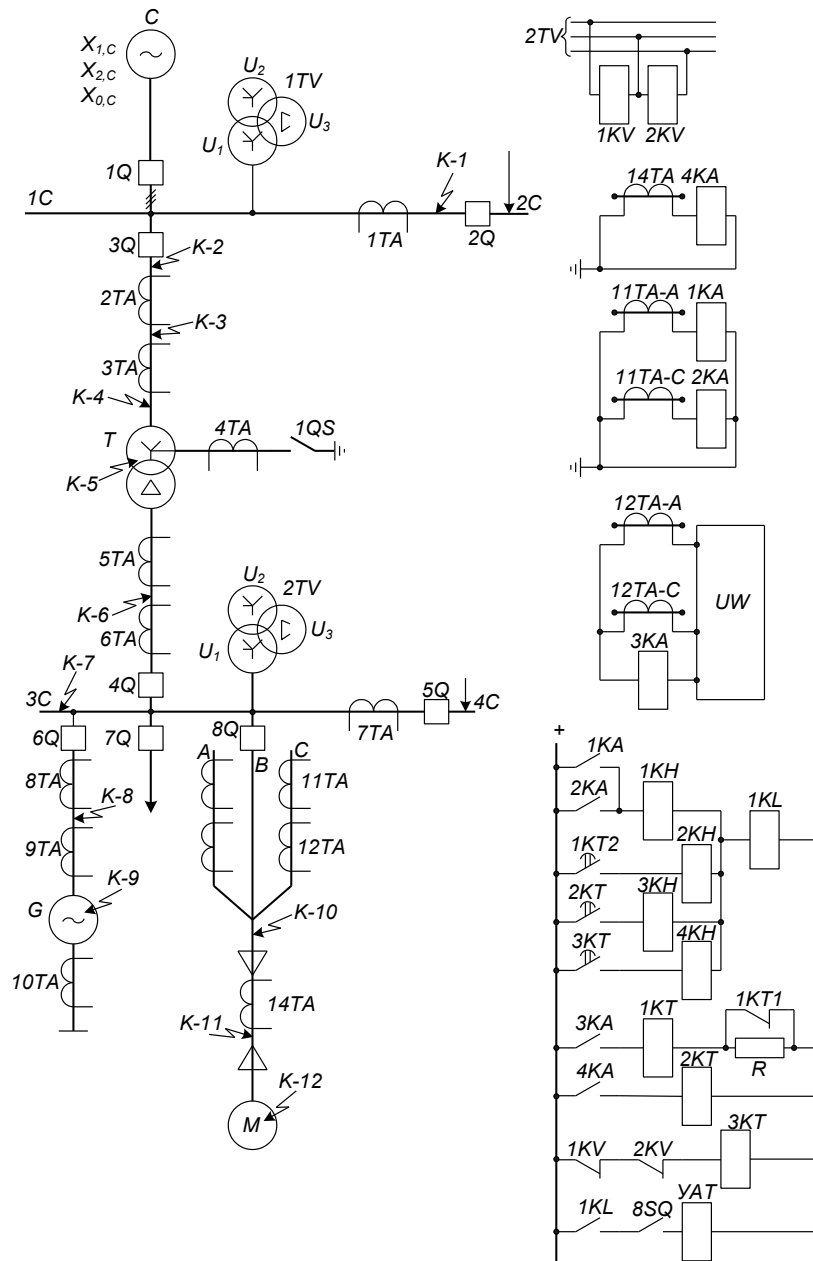 C
X1,C
X2,C
X0,C
U2
1TV
U3
U1
1Q
K-1
1C
2C
3Q
K-2
1TA
2Q
2TA
K-3
3TA
K-4
T
4TA
1QS
K-5
5TA
K-6
6TA
U2
2TV
U3
U1
K-7
4Q
3C
5Q
4C
6Q
7Q
8Q
7TA
A
B
C
8TA
11TA
K-8
9TA
12TA
G
K-9
K-10
10TA
14TA
K-11
K-12
M
2TV
1KV
2KV
14TA
4KA
11TA-A
1KA
11TA-C
2KA
12TA-A
12TA-C
UW
3KA
+
1KA
1KH
2KA
1KL
1KT2
2KH
2KT
3KH
3KT
4KH
3KA
1KT
1KT1
R
4KA
2KT
3KT
1KV
2KV
1KL
8SQ
УАТ